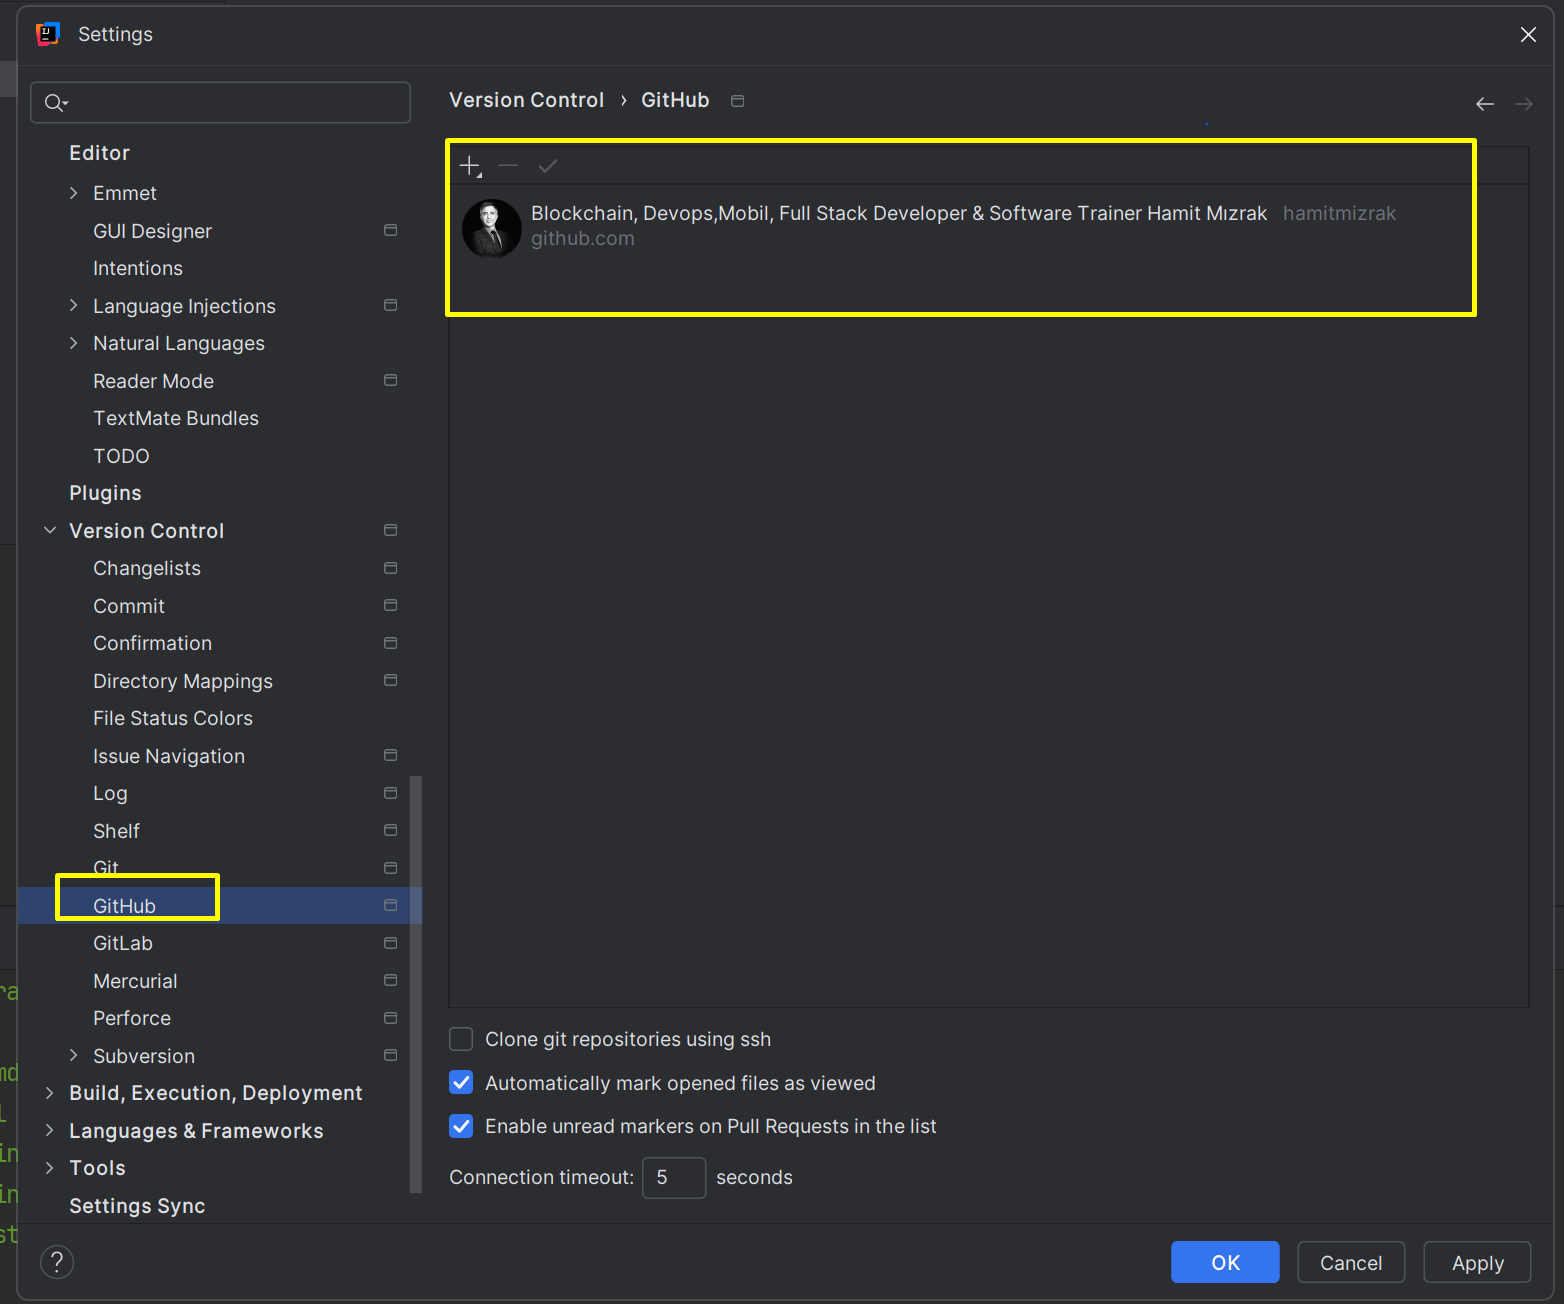 Settings
Version Control › GitHub
Editor
Emmet
GUI Designer
Intentions
Language Injections
Natural Languages
Reader Mode
TextMate Bundles
TODO
Plugins
Version Control
Changelists
Commit
Confirmation
Directory Mappings
File Status Colors
Issue Navigation
Log
Shelf
Git
GitHub
GitLab
Mercurial
Perforce
Subversion
Build, Execution, Deployment
Languages & Frameworks
Tools
Settings Sync
Blockchain, Devops,Mobil, Full Stack Developer & Software Trainer Hamit Mızrak hamitmizrak
github.com
Clone git repositories using ssh
Automatically mark opened files as viewed
Enable unread markers on Pull Requests in the list
Connection timeout: 5 seconds
?
OK
Cancel
Apply